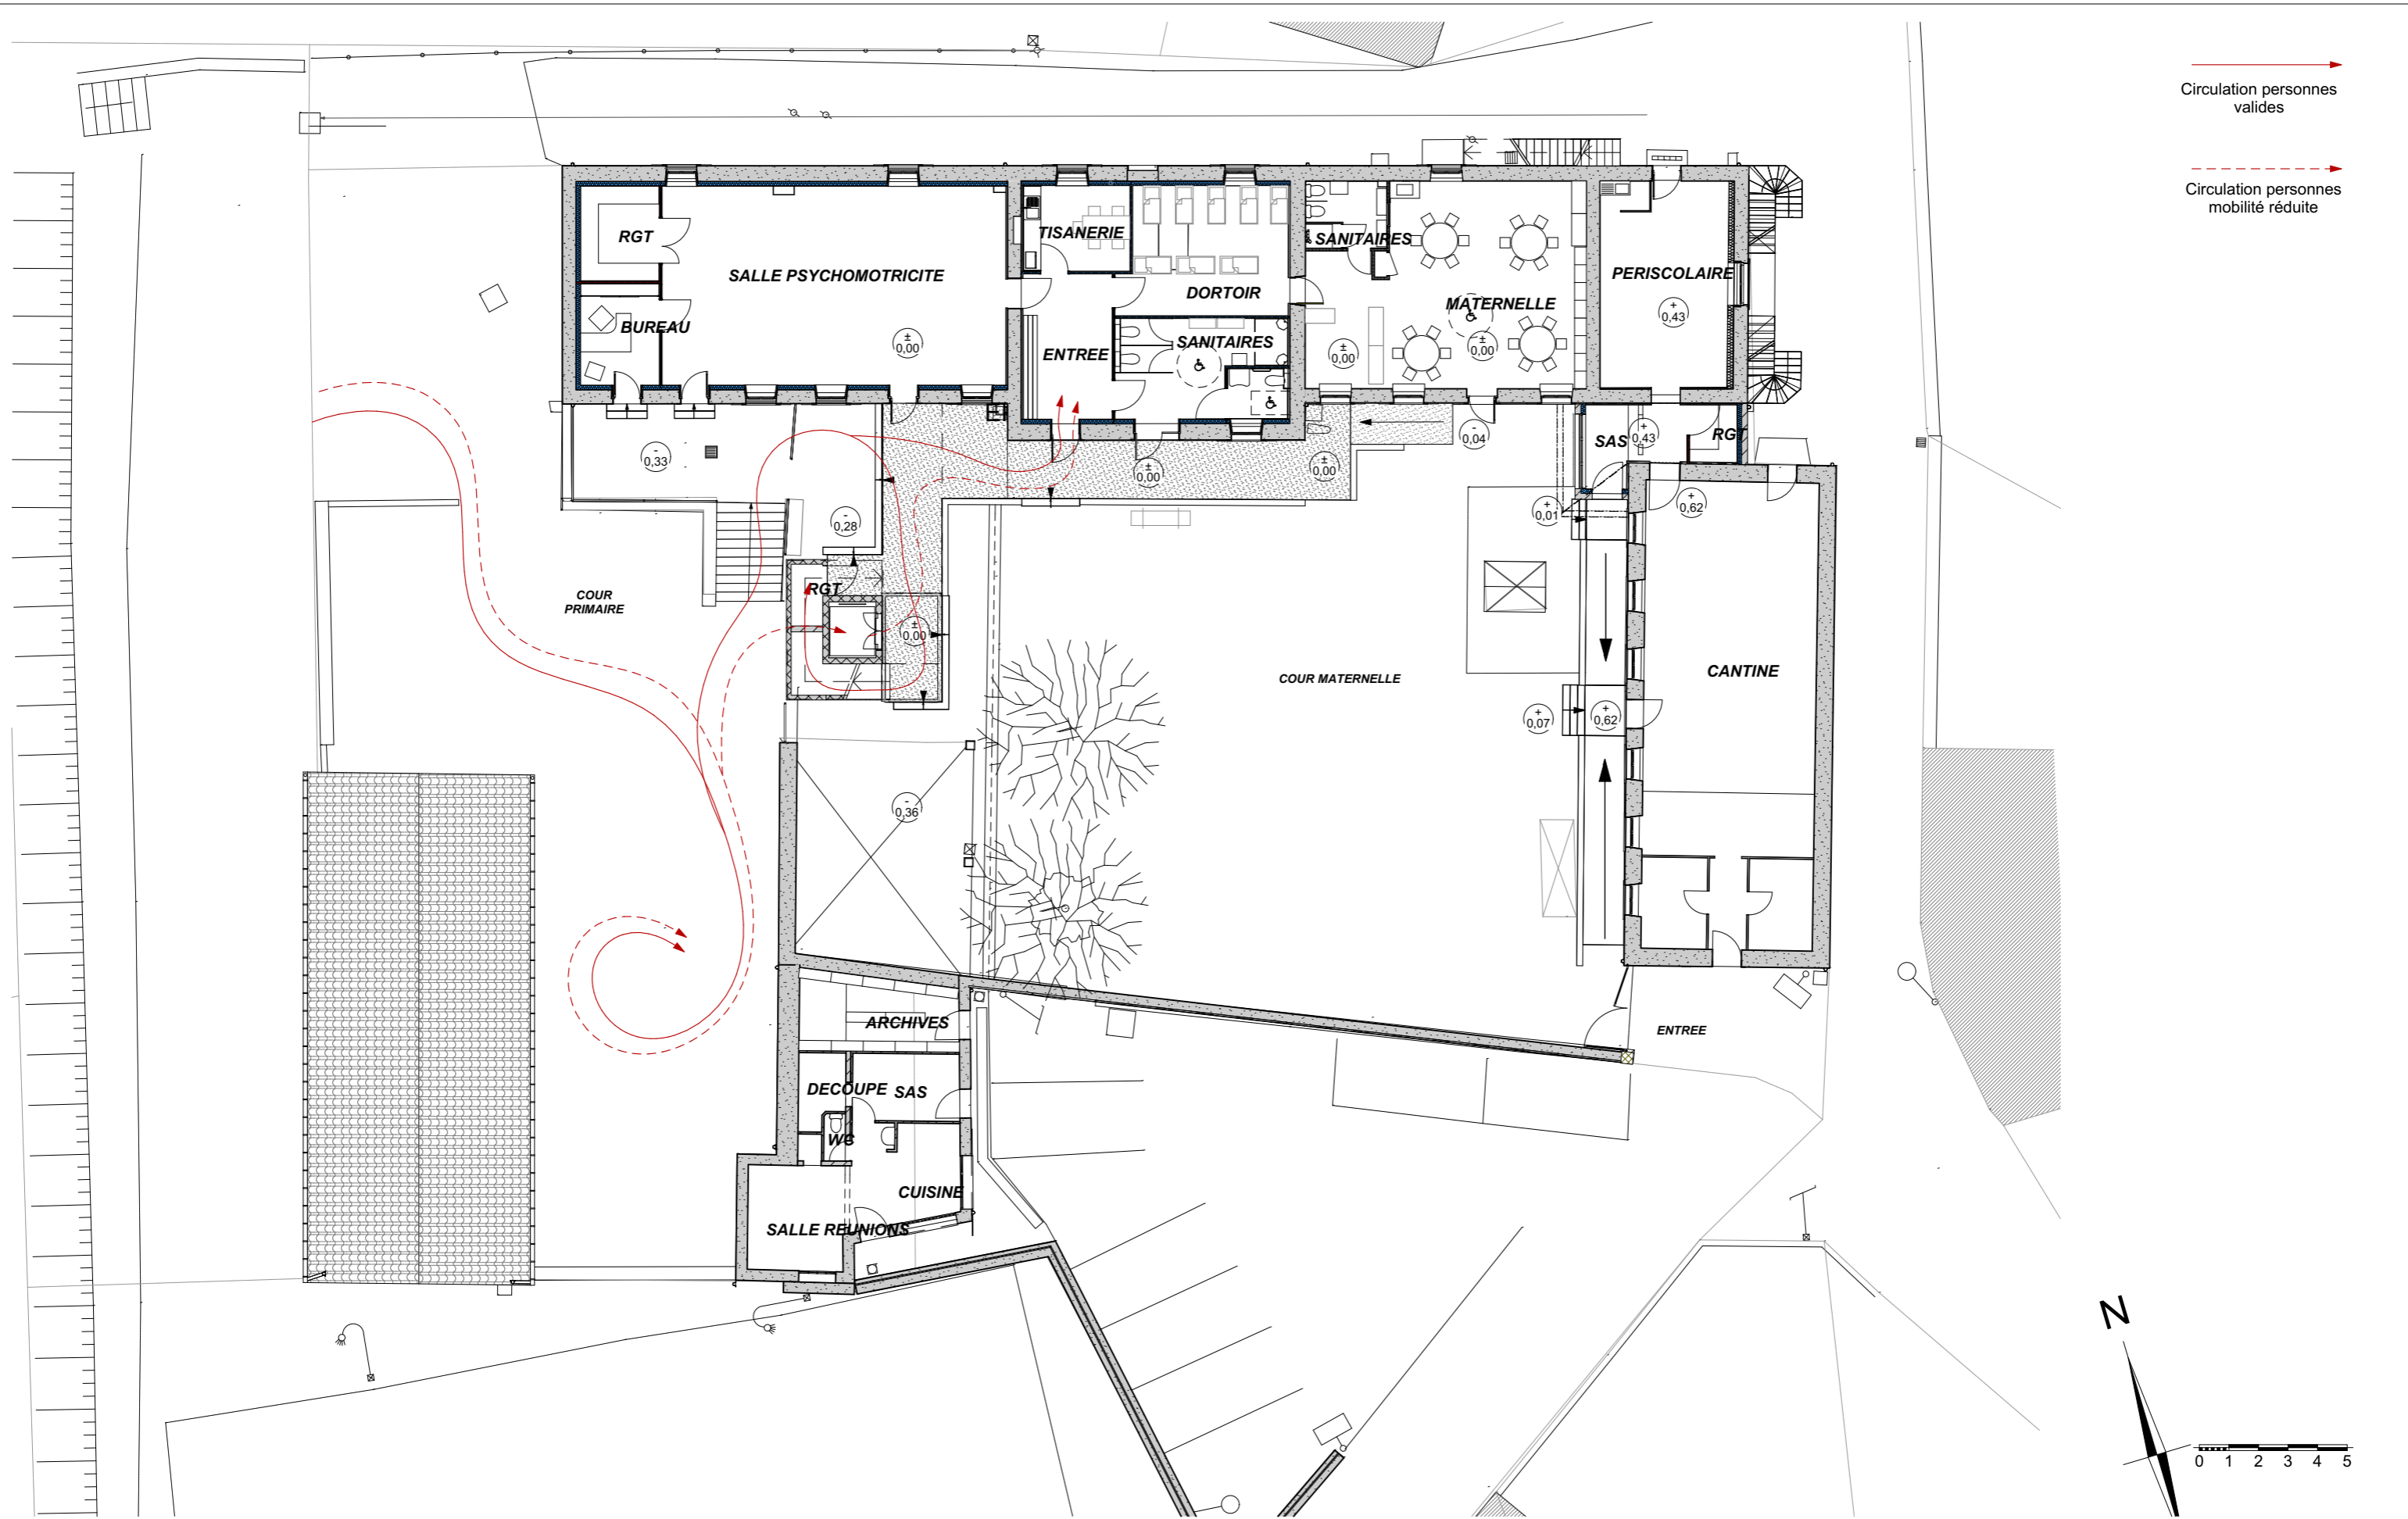 Circulation personnes
valides
Circulation personnes
mobilité réduite
RGT
TISANERIE
SANITAIRES
SALLE PSYCHOMOTRICITE
DORTOIR
MATERNELLE
PERISCOLAIRE
+
0,43
BUREAU
±
0,00
ENTREE
SANITAIRES
±
0,00
±
0,00
-
0,33
-
0,28
±
0,00
±
0,00
-
0,04
SAS
+
0,43
RGT
+
0,01
+
0,62
COUR
PRIMAIRE
RGT
±
0,00
COUR MATERNELLE
CANTINE
+
0,07
+
0,62
-
0,36
ARCHIVES
ENTREE
DECOUPE
SAS
WC
CUISINE
SALLE REUNIONS
N
0 1 2 3 4 5